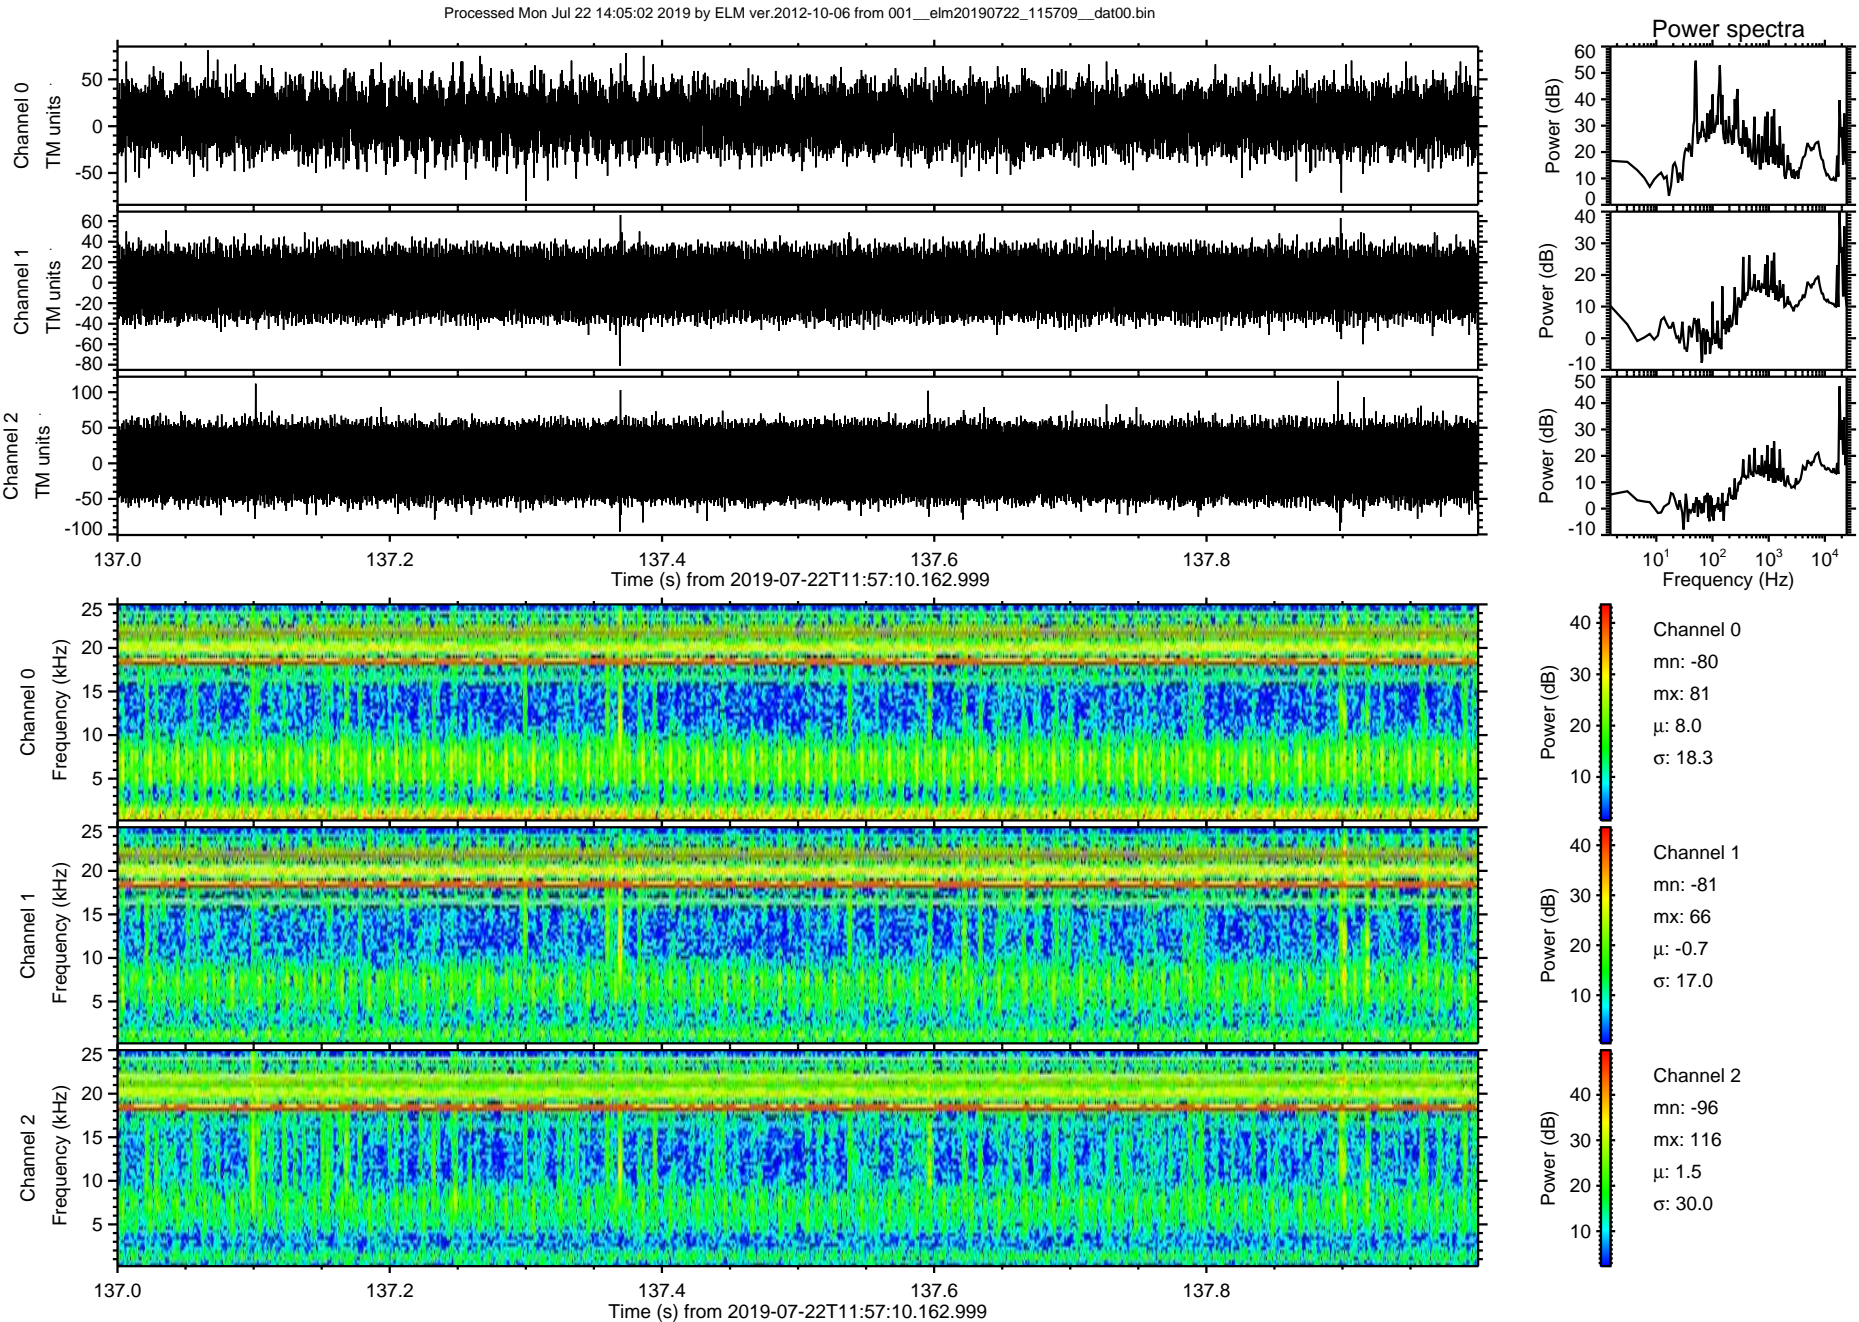 Processed Mon Jul 22 14:05:02 2019 by ELM ver.2012-10-06 from 001__elm20190722_115709__dat00.bin
Power spectra
Channel 0
TM units
50
0
-50
Power (dB)
60
50
40
30
20
10
0
Channel 1
TM units
60
40
20
0
-20
-40
-60
-80
Power (dB)
40
30
20
10
0
-10
Channel 2
TM units
100
50
0
-50
-100
Power (dB)
50
40
30
20
10
0
-10
137.0 137.2 137.4 137.6 137.8
Time (s) from 2019-07-22T11:57:10.162.999
10¹ 10² 10³ 10⁴
Frequency (Hz)
Channel 0
Frequency (kHz)
25
20
15
10
5
Power (dB)
40
30
20
10
Channel 0
mn: -80
mx: 81
μ: 8.0
σ: 18.3
Channel 1
Frequency (kHz)
25
20
15
10
5
Power (dB)
40
30
20
10
Channel 1
mn: -81
mx: 66
μ: -0.7
σ: 17.0
Channel 2
Frequency (kHz)
25
20
15
10
5
Power (dB)
40
30
20
10
Channel 2
mn: -96
mx: 116
μ: 1.5
σ: 30.0
137.0 137.2 137.4 137.6 137.8
Time (s) from 2019-07-22T11:57:10.162.999